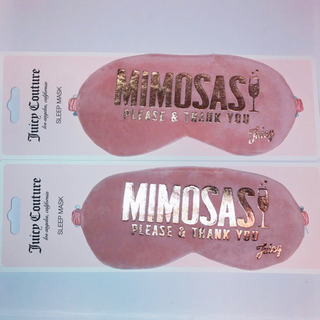 Juicy Couture
los angeles, california
SLEEP MASK
MIMOSAS
PLEASE & THANK YOU
Juicy
Juicy Couture
los angeles, california
SLEEP MASK
MIMOSAS
PLEASE & THANK YOU
Juicy